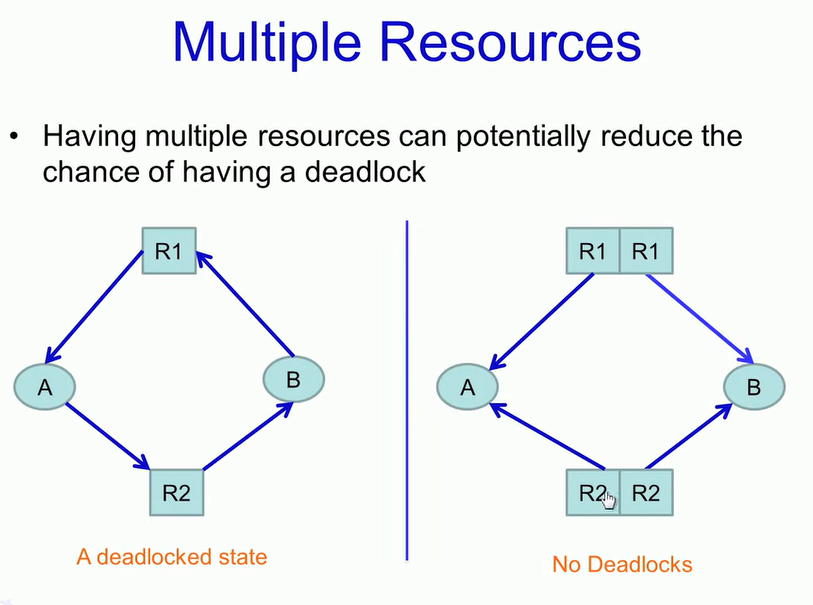 Multiple Resources
• Having multiple resources can potentially reduce the
chance of having a deadlock
R1
A
B
R2
A deadlocked state
R1 R1
A
B
R2 R2
No Deadlocks